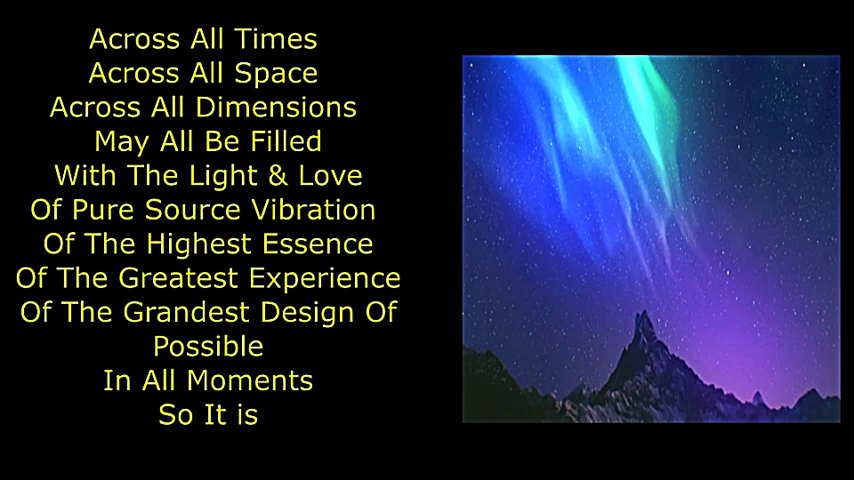 Across All Times
Across All Space
Across All Dimensions
May All Be Filled
With The Light & Love
Of Pure Source Vibration
Of The Highest Essence
Of The Greatest Experience
Of The Grandest Design Of
Possible
In All Moments
So It is